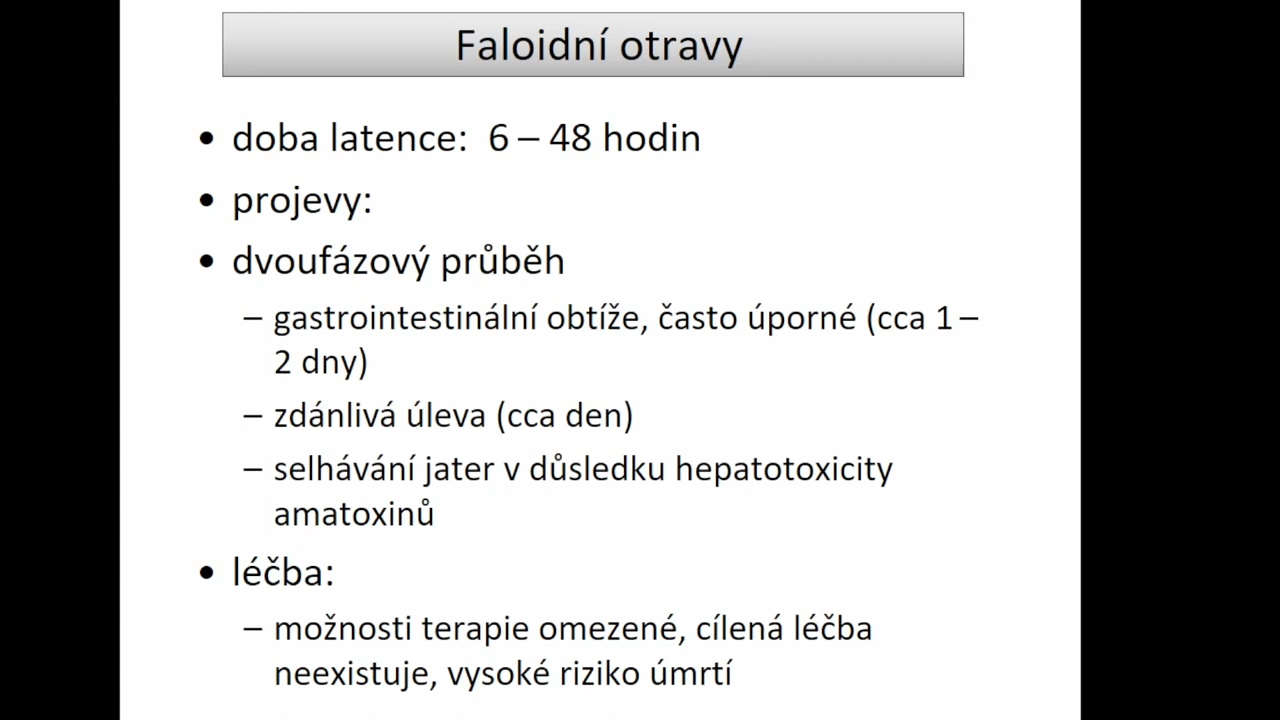 Faloidní otravy
• doba latence: 6 – 48 hodin
• projevy:
• dvoufázový průběh
– gastrointestinální obtíže, často úporné (cca 1 –
2 dny)
– zdánlivá úleva (cca den)
– selhávání jater v důsledku hepatotoxicity
amatoxinů
• léčba:
– možnosti terapie omezené, cílená léčba
neexistuje, vysoké riziko úmrtí